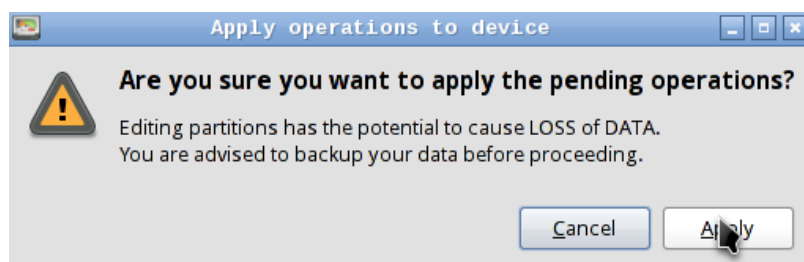 Apply operations to device
Are you sure you want to apply the pending operations?
Editing partitions has the potential to cause LOSS of DATA.
You are advised to backup your data before proceeding.
Cancel
Apply